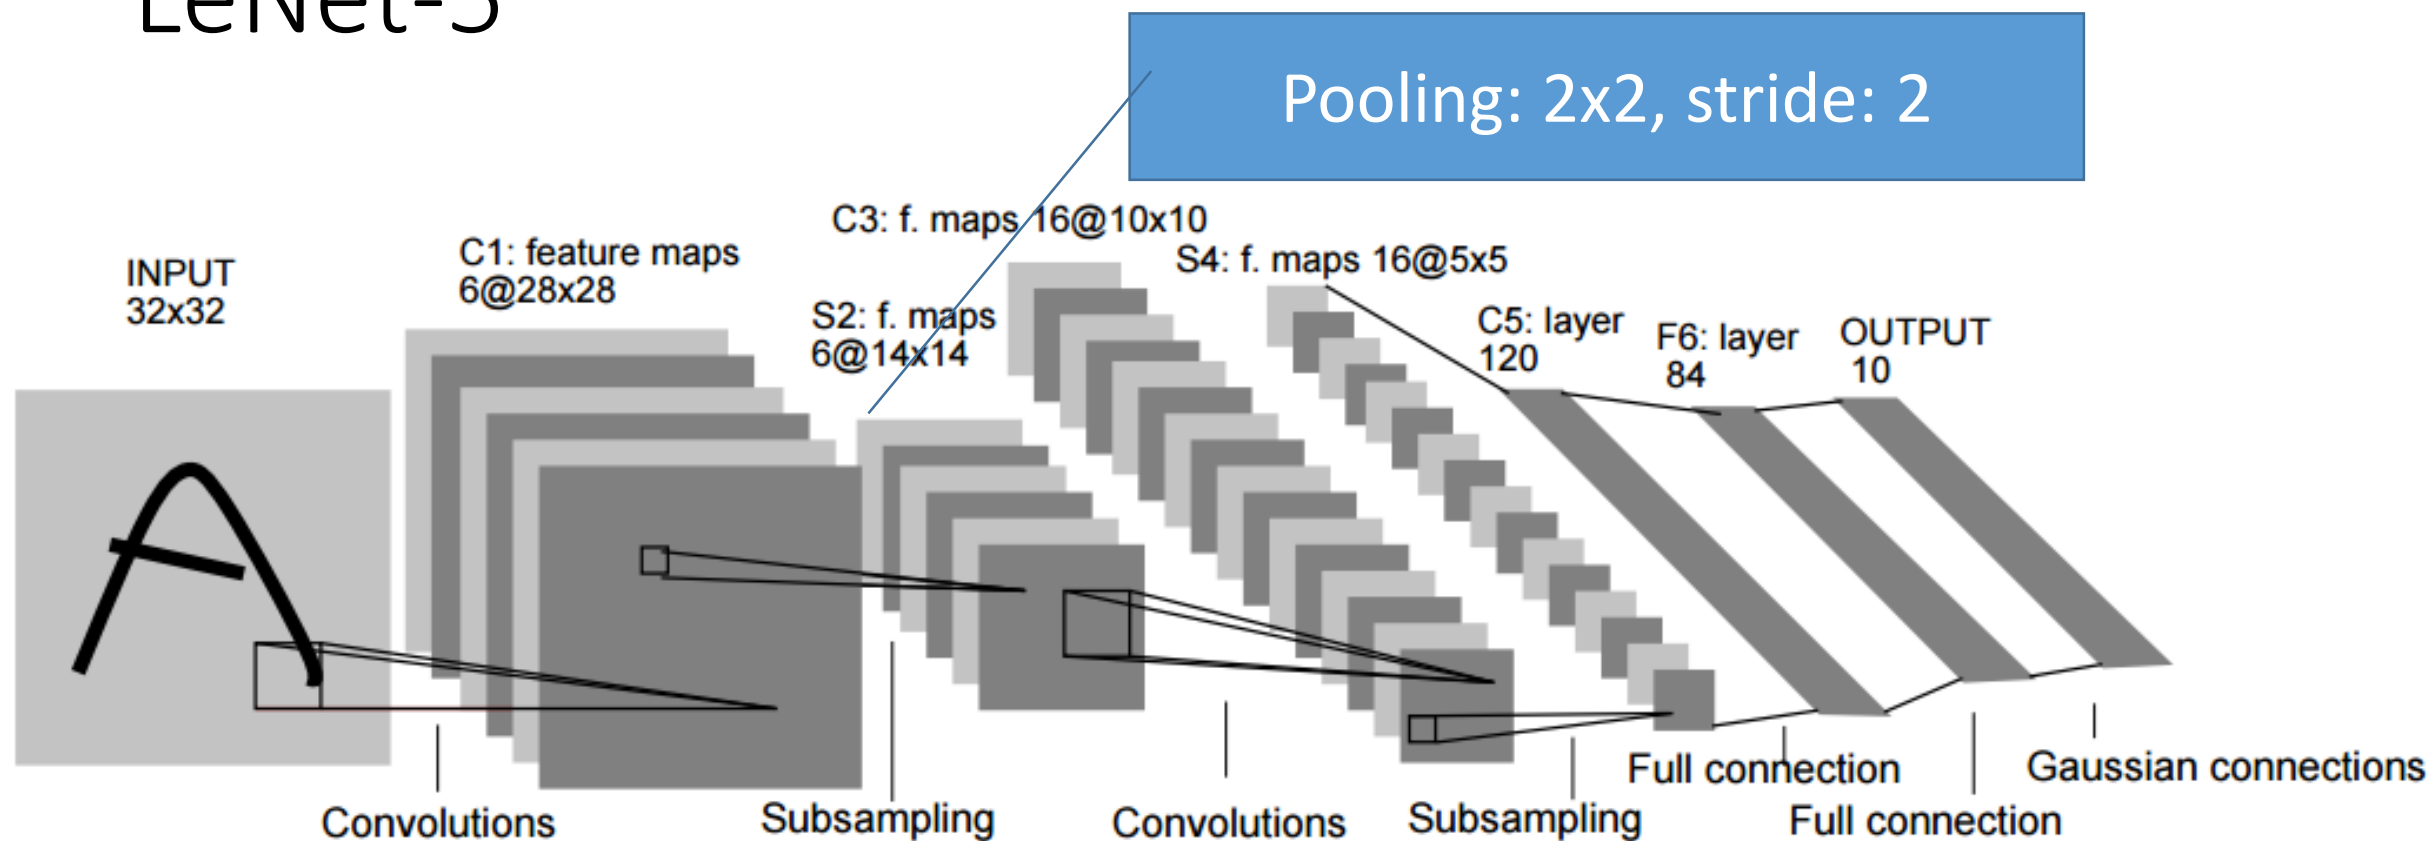 LeNet-5
Pooling: 2x2, stride: 2
INPUT
32x32
C1: feature maps
6@28x28
S2: f. maps
6@14x14
C3: f. maps 16@10x10
S4: f. maps 16@5x5
C5: layer
120
F6: layer
84
OUTPUT
10
A
Convolutions
Subsampling
Convolutions
Subsampling
Full connection
Full connection
Gaussian connections